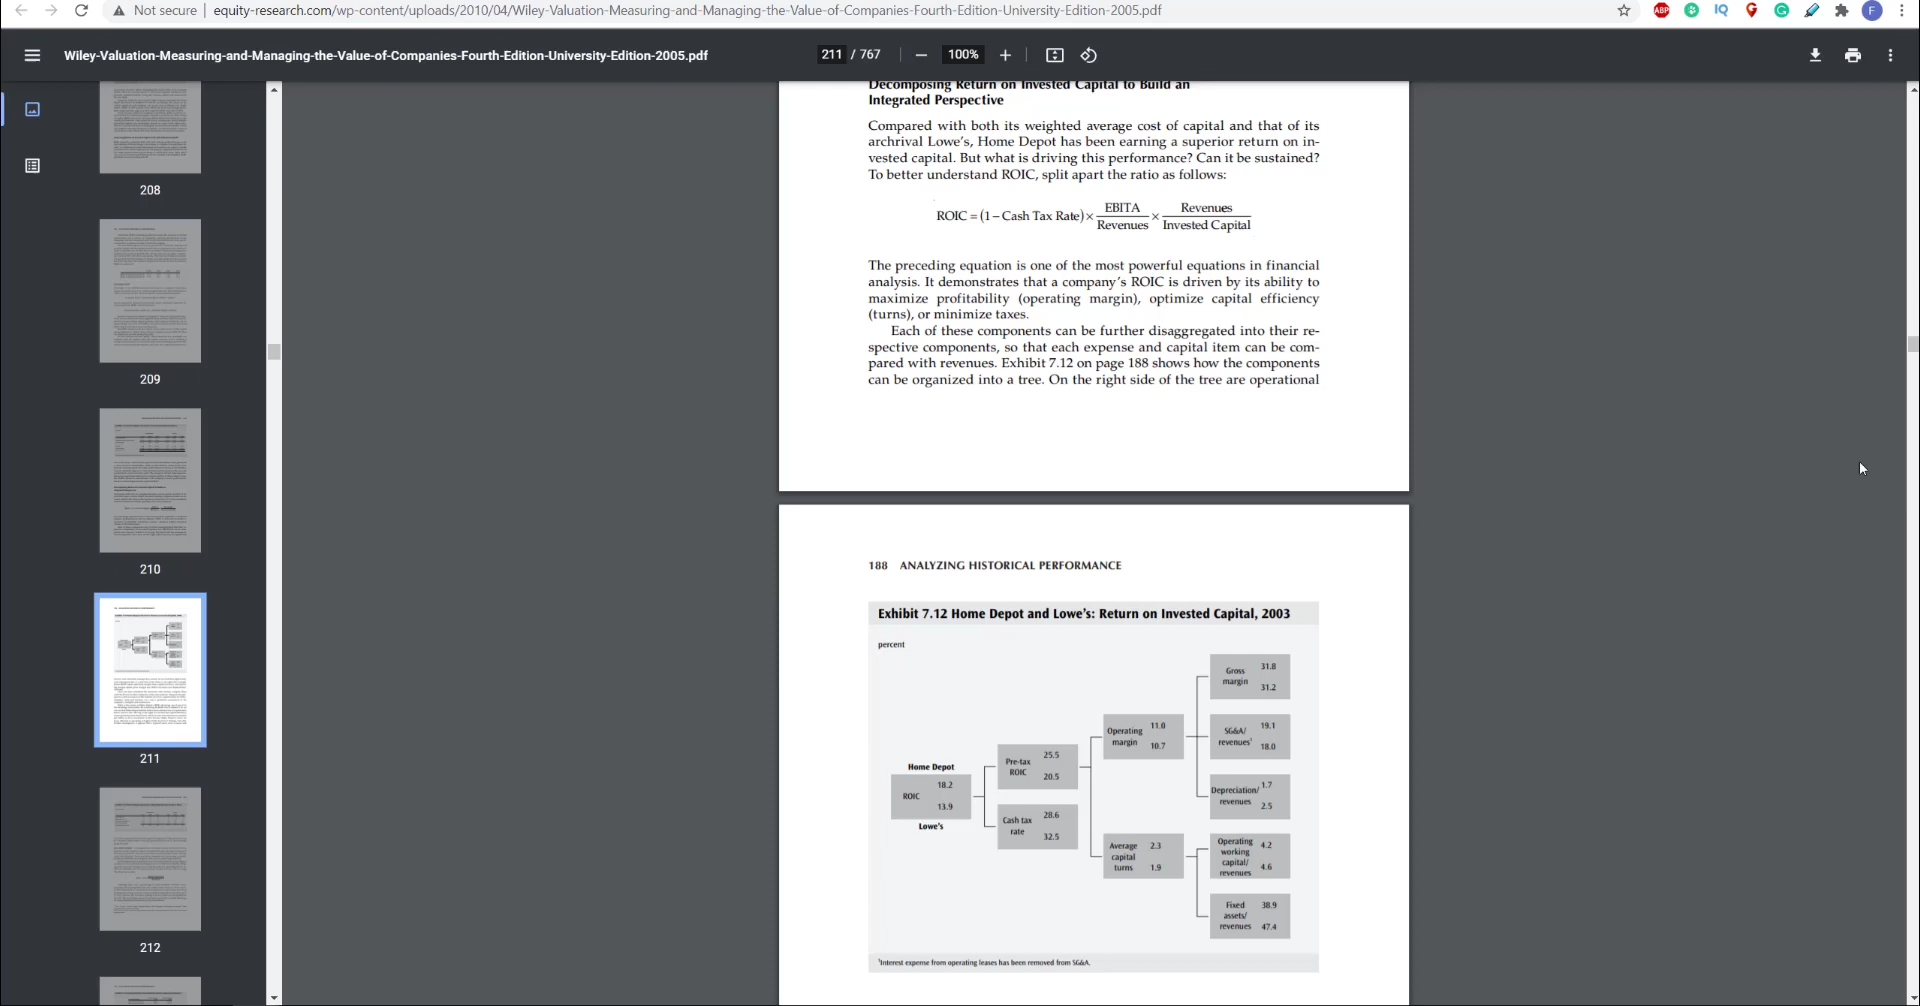 Not secure | equity-research.com/wp-content/uploads/2010/04/Wiley-Valuation-Measuring-and-Managing-the-Value-of-Companies-Fourth-Edition-University-Edition-2005.pdf
ABP
IQ
F
Wiley-Valuation-Measuring-and-Managing-the-Value-of-Companies-Fourth-Edition-University-Edition-2005.pdf
211 / 767
100%
208
209
210
211
212
Decomposing Return on Invested Capital to Build an
Integrated Perspective
Compared with both its weighted average cost of capital and that of its
archrival Lowe's, Home Depot has been earning a superior return on in-
vested capital. But what is driving this performance? Can it be sustained?
To better understand ROIC, split apart the ratio as follows:
ROIC = (1 – Cash Tax Rate) × EBITA / Revenues × Revenues / Invested Capital
The preceding equation is one of the most powerful equations in financial
analysis. It demonstrates that a company's ROIC is driven by its ability to
maximize profitability (operating margin), optimize capital efficiency
(turns), or minimize taxes.
Each of these components can be further disaggregated into their re-
spective components, so that each expense and capital item can be com-
pared with revenues. Exhibit 7.12 on page 188 shows how the components
can be organized into a tree. On the right side of the tree are operational
188 ANALYZING HISTORICAL PERFORMANCE
Exhibit 7.12 Home Depot and Lowe's: Return on Invested Capital, 2003
percent
Home Depot
ROIC
18.2
13.9
Lowe's
Pre-tax
ROIC
25.5
20.5
Cash tax
rate
28.6
32.5
Operating
margin
11.0
10.7
Average
capital
turns
2.3
1.9
Gross
margin
31.8
31.2
SG&A/
revenues¹
19.1
18.0
Depreciation/
revenues
1.7
2.5
Operating
working
capital/
revenues
4.2
4.6
Fixed
assets/
revenues
38.9
47.4
¹Interest expense from operating leases has been removed from SG&A.